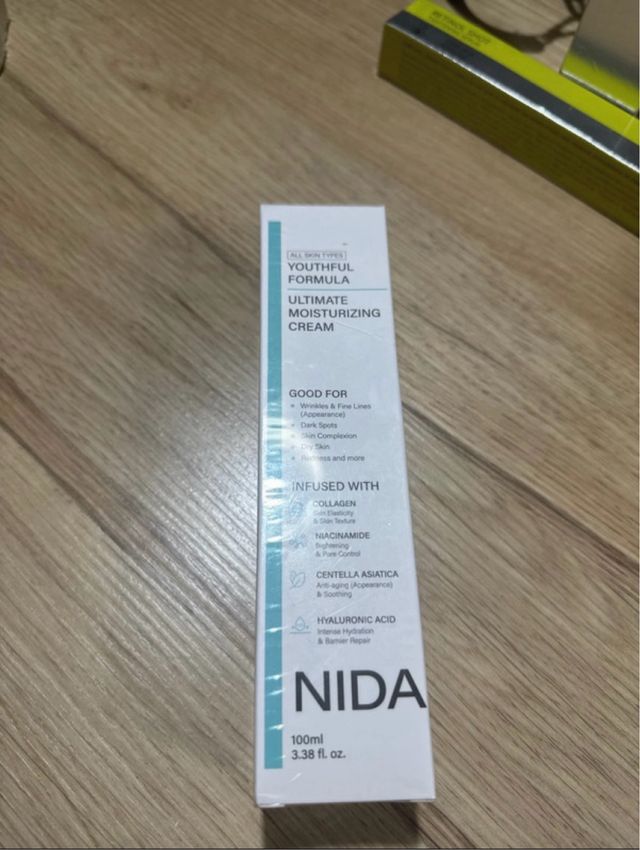 RETINOL SHOT
ALL SKIN TYPES
YOUTHFUL
FORMULA
ULTIMATE
MOISTURIZING
CREAM
GOOD FOR
Wrinkles & Fine Lines
(Appearance)
Dark Spots
Skin Complexion
Dry Skin
Redness and more
INFUSED WITH
COLLAGEN
Skin Elasticity
& Skin Texture
NIACINAMIDE
Brightening
& Pore Control
CENTELLA ASIATICA
Anti-aging (Appearance)
& Soothing
HYALURONIC ACID
Intense Hydration
& Barrier Repair
NIDA
100ml
3.38 fl. oz.